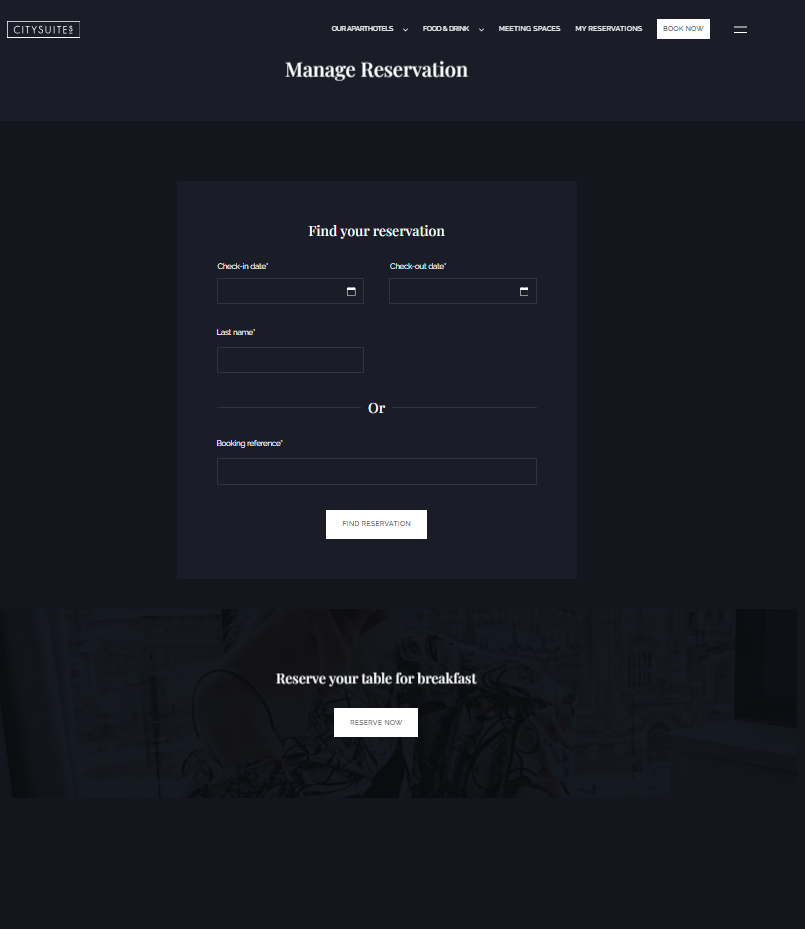 CITYSUITES
OUR APARTHOTELS
FOOD & DRINK
MEETING SPACES
MY RESERVATIONS
BOOK NOW
Manage Reservation
Find your reservation
Check-in date*
Check-out date*
Last name*
Or
Booking reference*
FIND RESERVATION
Reserve your table for breakfast
RESERVE NOW